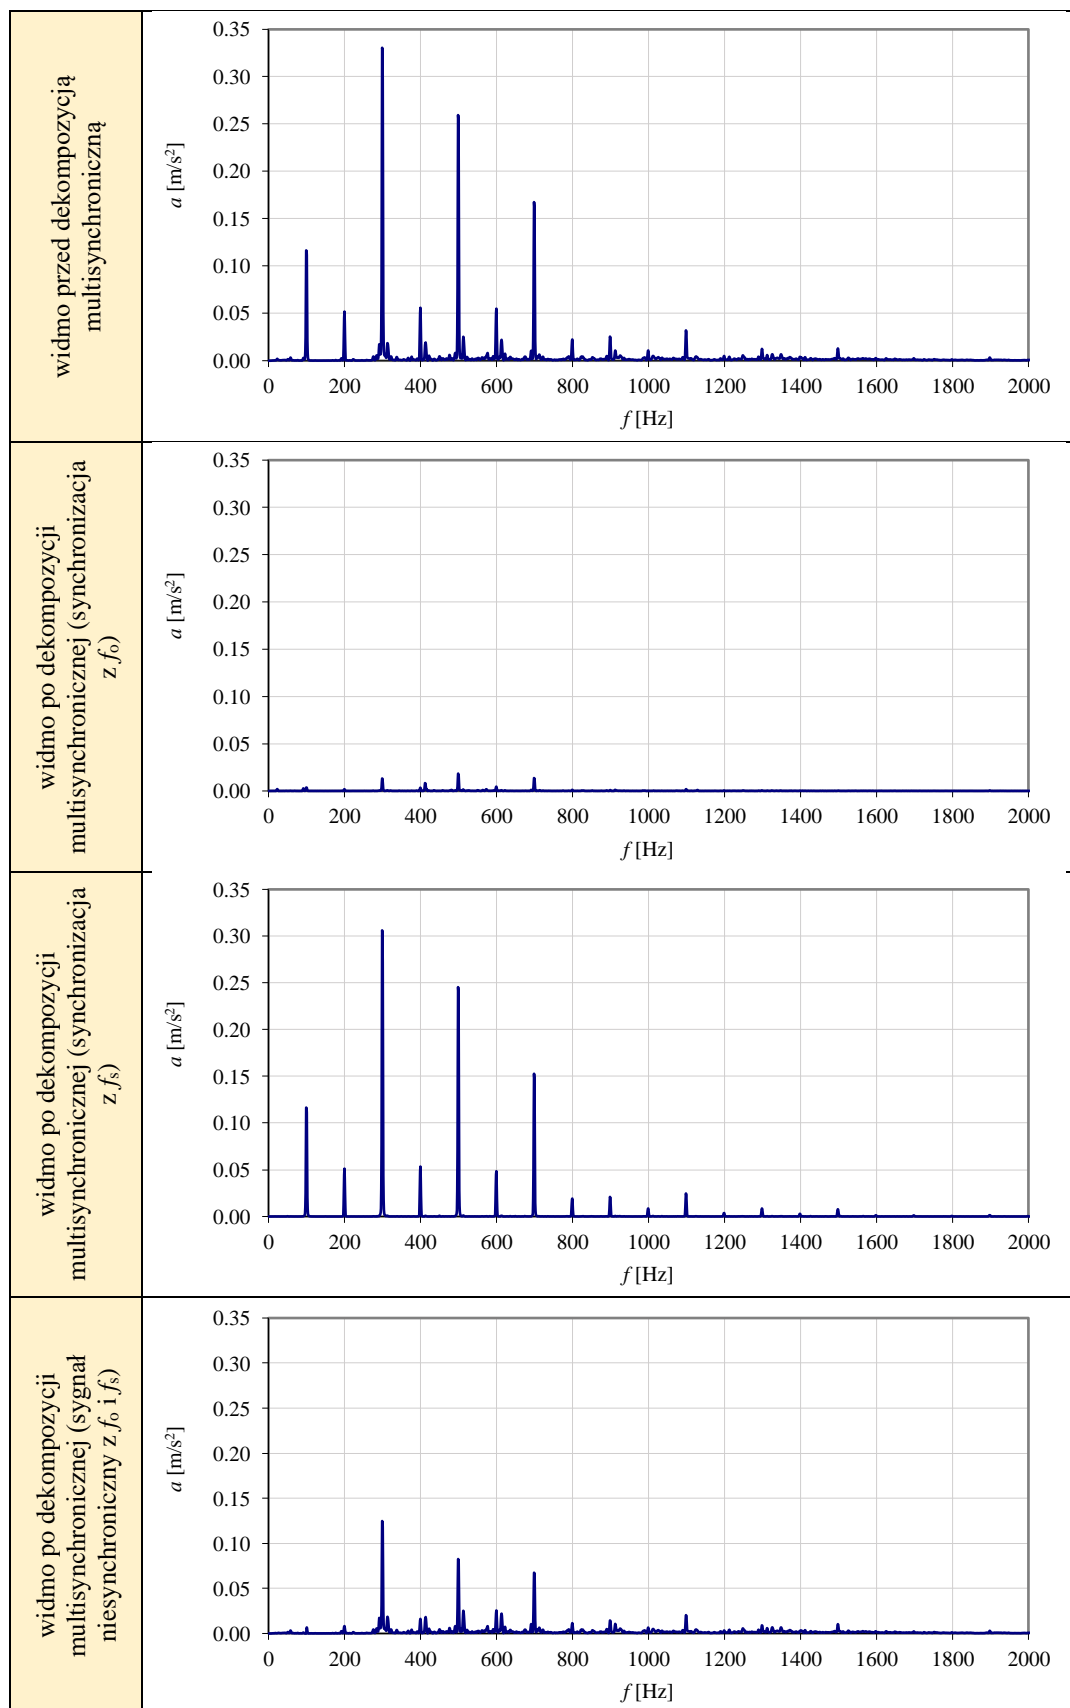 widmo przed dekompozycją
multisynchroniczną
0.35
0.30
0.25
0.20
0.15
0.10
0.05
0.00
a [m/s²]
0 200 400 600 800 1000 1200 1400 1600 1800 2000
f [Hz]
widmo po dekompozycji
multisynchronicznej (synchronizacja
z fo)
0.35
0.30
0.25
0.20
0.15
0.10
0.05
0.00
a [m/s²]
0 200 400 600 800 1000 1200 1400 1600 1800 2000
f [Hz]
widmo po dekompozycji
multisynchronicznej (synchronizacja
z fs)
0.35
0.30
0.25
0.20
0.15
0.10
0.05
0.00
a [m/s²]
0 200 400 600 800 1000 1200 1400 1600 1800 2000
f [Hz]
widmo po dekompozycji
multisynchronicznej (sygnał
niesynchroniczny z fo i fs)
0.35
0.30
0.25
0.20
0.15
0.10
0.05
0.00
a [m/s²]
0 200 400 600 800 1000 1200 1400 1600 1800 2000
f [Hz]